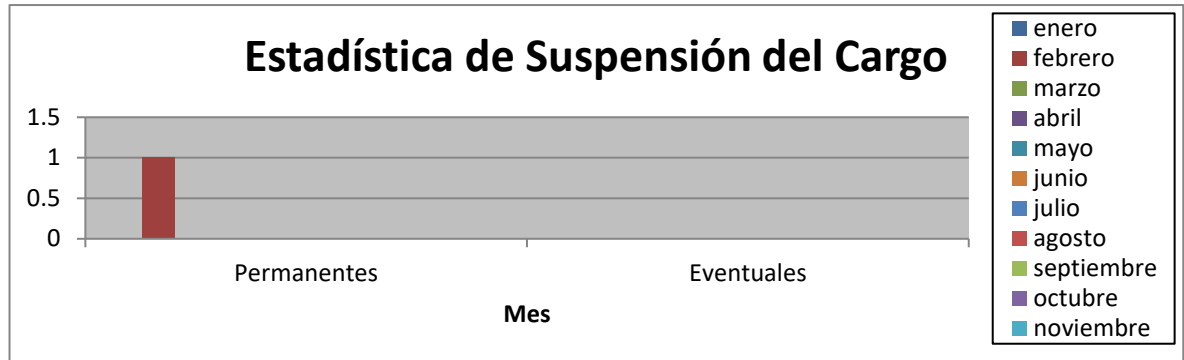 Estadística de Suspensión del Cargo
1.5
1
0.5
0
Permanentes
Eventuales
Mes
enero
febrero
marzo
abril
mayo
junio
julio
agosto
septiembre
octubre
noviembre